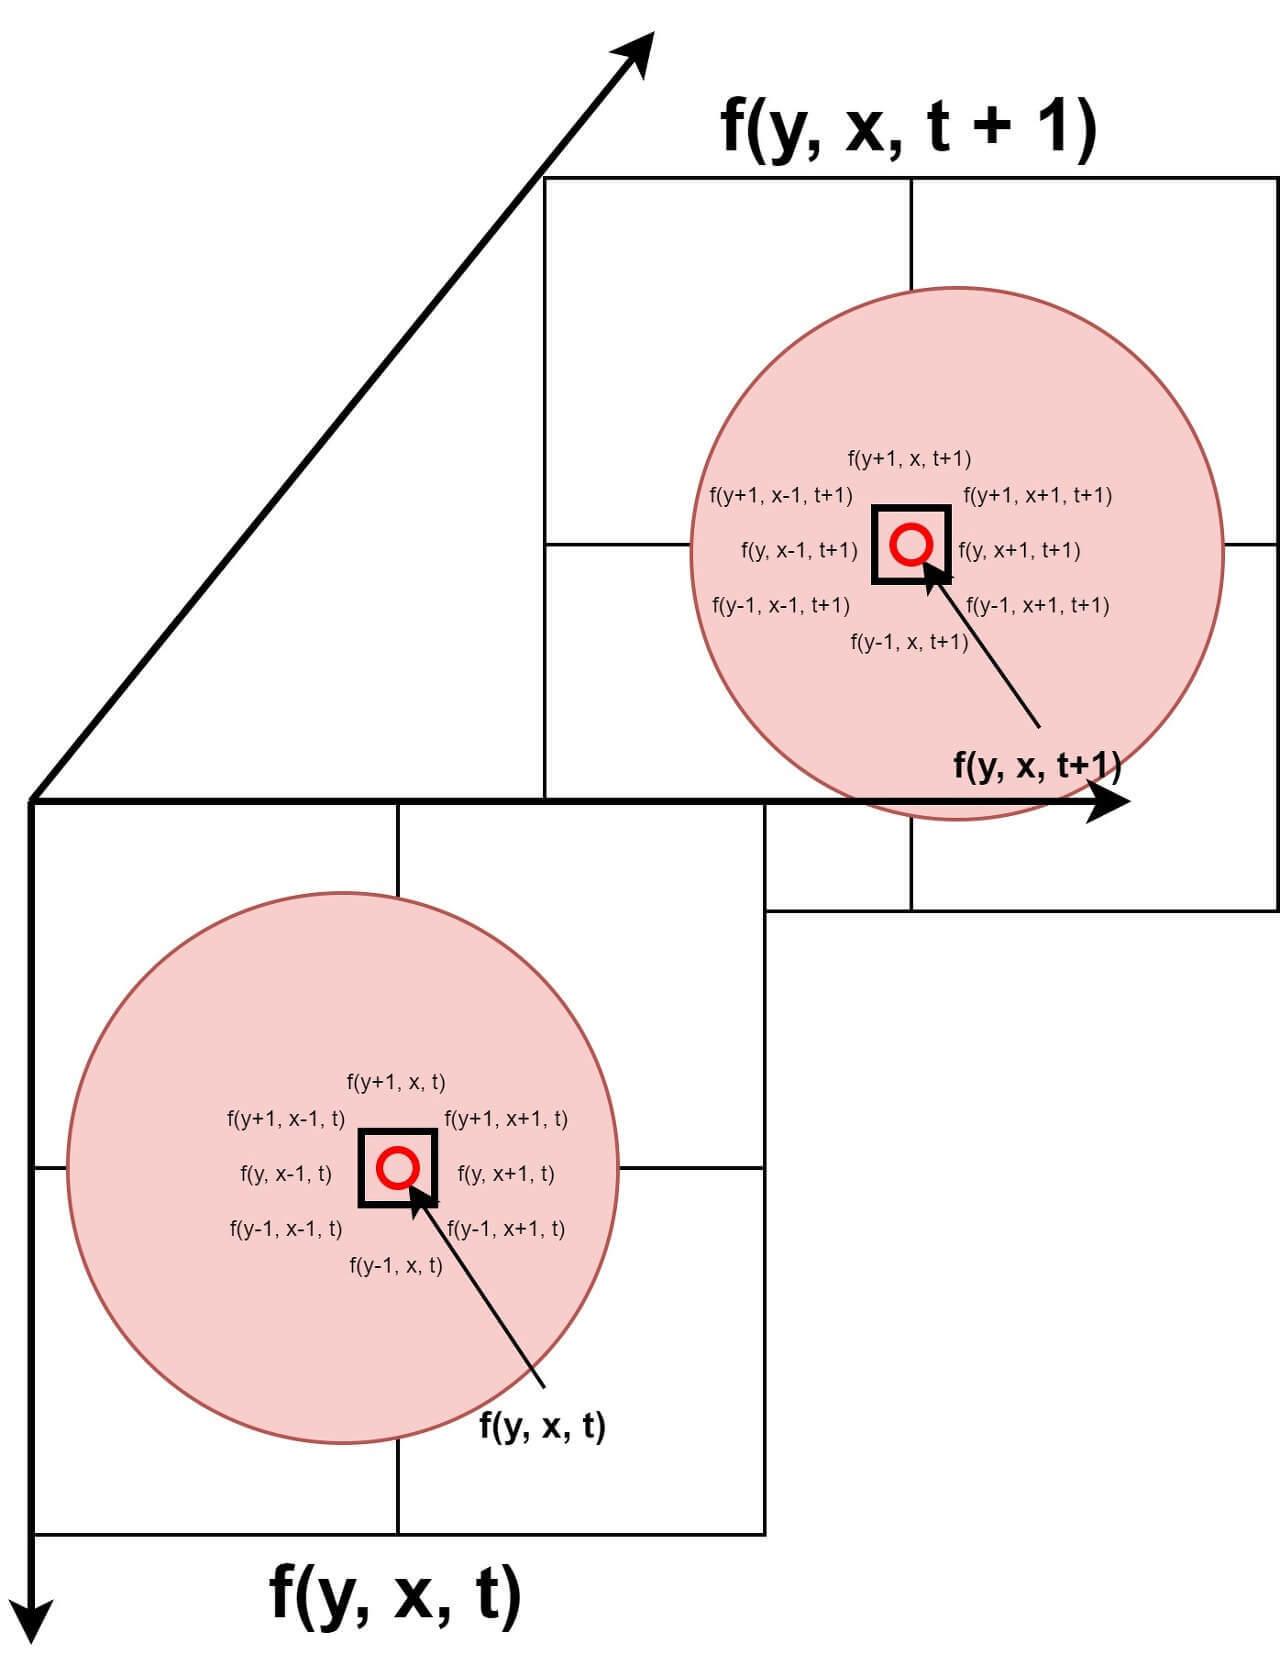 f(y, x, t + 1)
f(y+1, x, t+1)
f(y+1, x-1, t+1)
f(y+1, x+1, t+1)
f(y, x-1, t+1)
f(y, x+1, t+1)
f(y-1, x-1, t+1)
f(y-1, x+1, t+1)
f(y-1, x, t+1)
f(y, x, t+1)
f(y+1, x, t)
f(y+1, x-1, t)
f(y+1, x+1, t)
f(y, x-1, t)
f(y, x+1, t)
f(y-1, x-1, t)
f(y-1, x+1, t)
f(y-1, x, t)
f(y, x, t)
f(y, x, t)